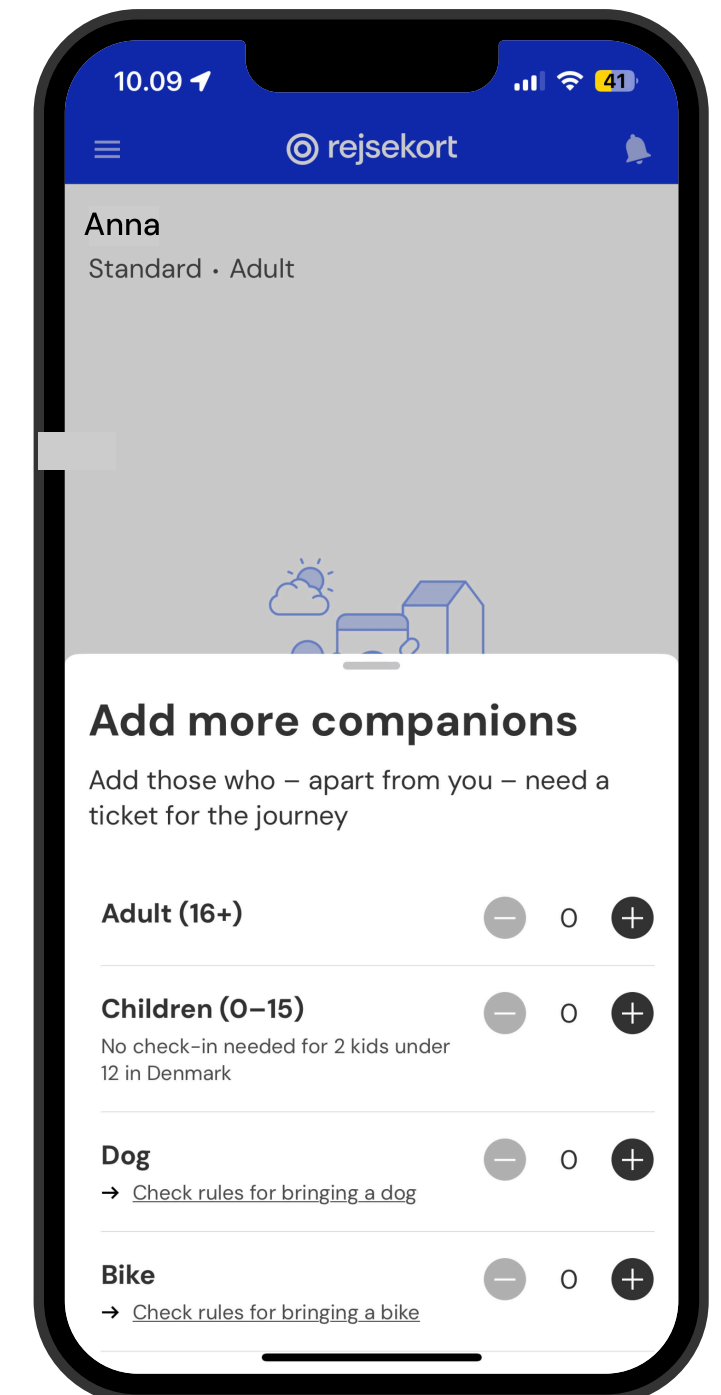 10.09
41
rejsekort
Anna
Standard • Adult
Add more companions
Add those who – apart from you – need a
ticket for the journey
Adult (16+)
0
Children (0–15)
0
No check-in needed for 2 kids under
12 in Denmark
Dog
0
→ Check rules for bringing a dog
Bike
0
→ Check rules for bringing a bike